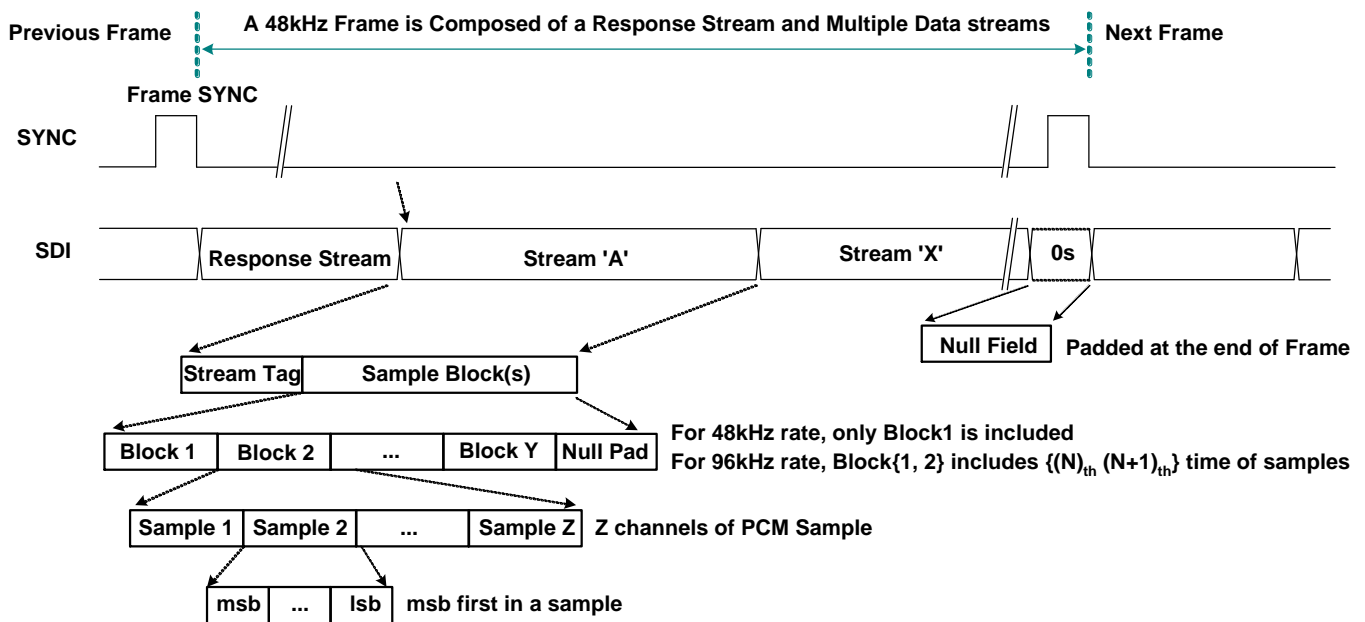 A 48kHz Frame is Composed of a Response Stream and Multiple Data streams
Previous Frame
Next Frame
Frame SYNC
SYNC
SDI
Response Stream
Stream 'A'
Stream 'X'
0s
Null Field
Padded at the end of Frame
Stream Tag
Sample Block(s)
Block 1
Block 2
...
Block Y
Null Pad
For 48kHz rate, only Block1 is included
For 96kHz rate, Block{1, 2} includes {(N)th (N+1)th} time of samples
Sample 1
Sample 2
...
Sample Z
Z channels of PCM Sample
msb
...
lsb
msb first in a sample